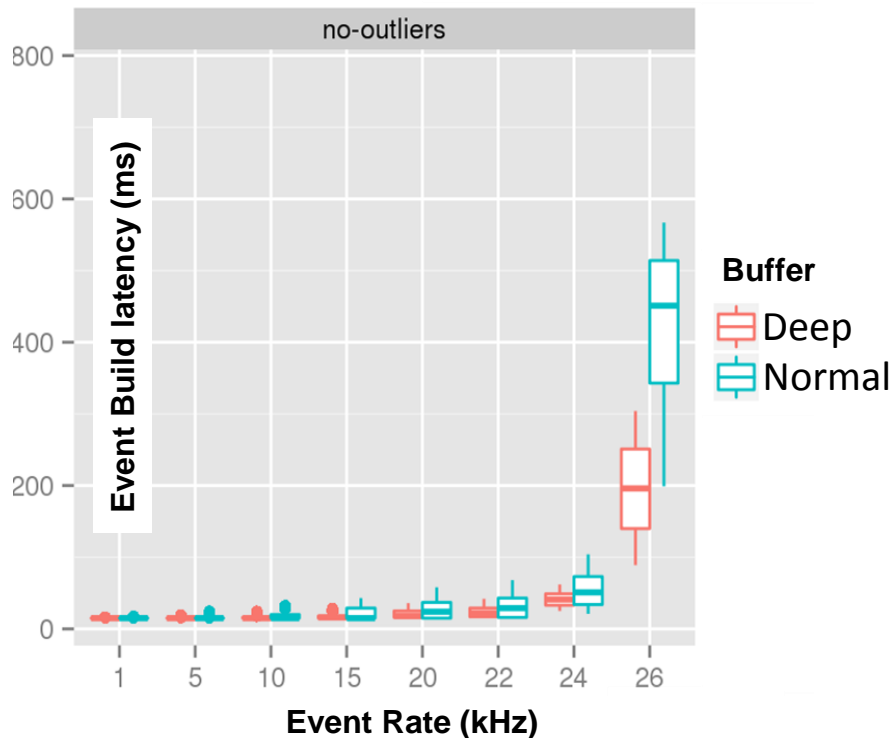 no-outliers
800
600
400
200
0
Event Build latency (ms)
1 5 10 15 20 22 24 26
Event Rate (kHz)
Buffer
Deep
Normal